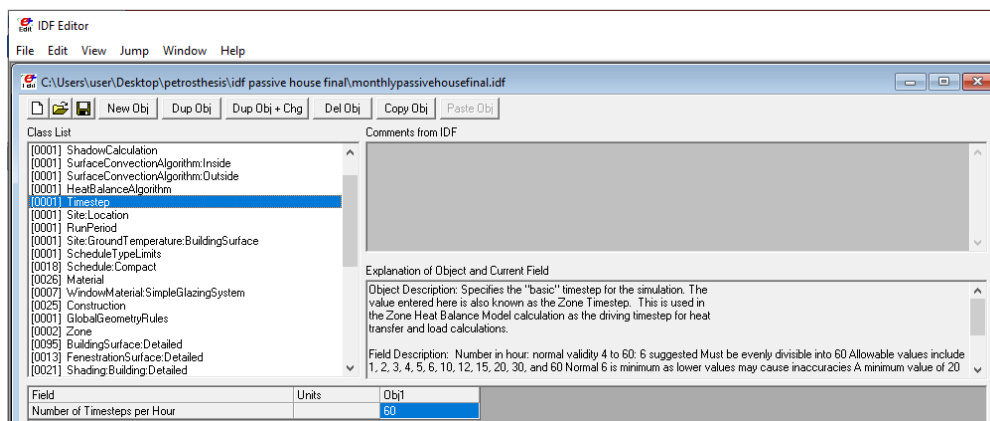 IDF Editor
File Edit View Jump Window Help
C:\Users\user\Desktop\petrosthesis\idf passive house final\monthlypassivehousefinal.idf
New Obj Dup Obj Dup Obj + Chg Del Obj Copy Obj Paste Obj
Class List
[0001] ShadowCalculation
[0001] SurfaceConvectionAlgorithm:Inside
[0001] SurfaceConvectionAlgorithm:Outside
[0001] HeatBalanceAlgorithm
[0001] Timestep
[0001] Site:Location
[0001] RunPeriod
[0001] Site:GroundTemperature:BuildingSurface
[0001] ScheduleTypeLimits
[0018] Schedule:Compact
[0026] Material
[0007] WindowMaterial:SimpleGlazingSystem
[0025] Construction
[0001] GlobalGeometryRules
[0002] Zone
[0095] BuildingSurface:Detailed
[0013] FenestrationSurface:Detailed
[0021] Shading:Building:Detailed
Comments from IDF
Explanation of Object and Current Field
Object Description: Specifies the "basic" timestep for the simulation. The
value entered here is also known as the Zone Timestep. This is used in
the Zone Heat Balance Model calculation as the driving timestep for heat
transfer and load calculations.
Field Description: Number in hour: normal validity 4 to 60: 6 suggested Must be evenly divisible into 60 Allowable values include
1, 2, 3, 4, 5, 6, 10, 12, 15, 20, 30, and 60 Normal 6 is minimum as lower values may cause inaccuracies A minimum value of 20
Field Units Obj1
Number of Timesteps per Hour 60